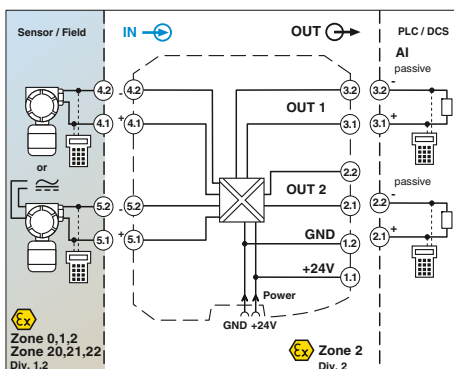 Sensor / Field IN OUT PLC / DCS
AI
passive
4.2 - 4.2 3.2 3.2 -
OUT 1
4.1 + 4.1 3.1 3.1 +
or
2.2 passive
OUT 2
5.2 - 5.2 2.1 2.2 -
GND
5.1 + 5.1 1.2 2.1 +
+24V
1.1
Power
GND +24V
Ex
Zone 0,1,2
Zone 20,21,22
Div. 1,2
Ex Zone 2
Div. 2